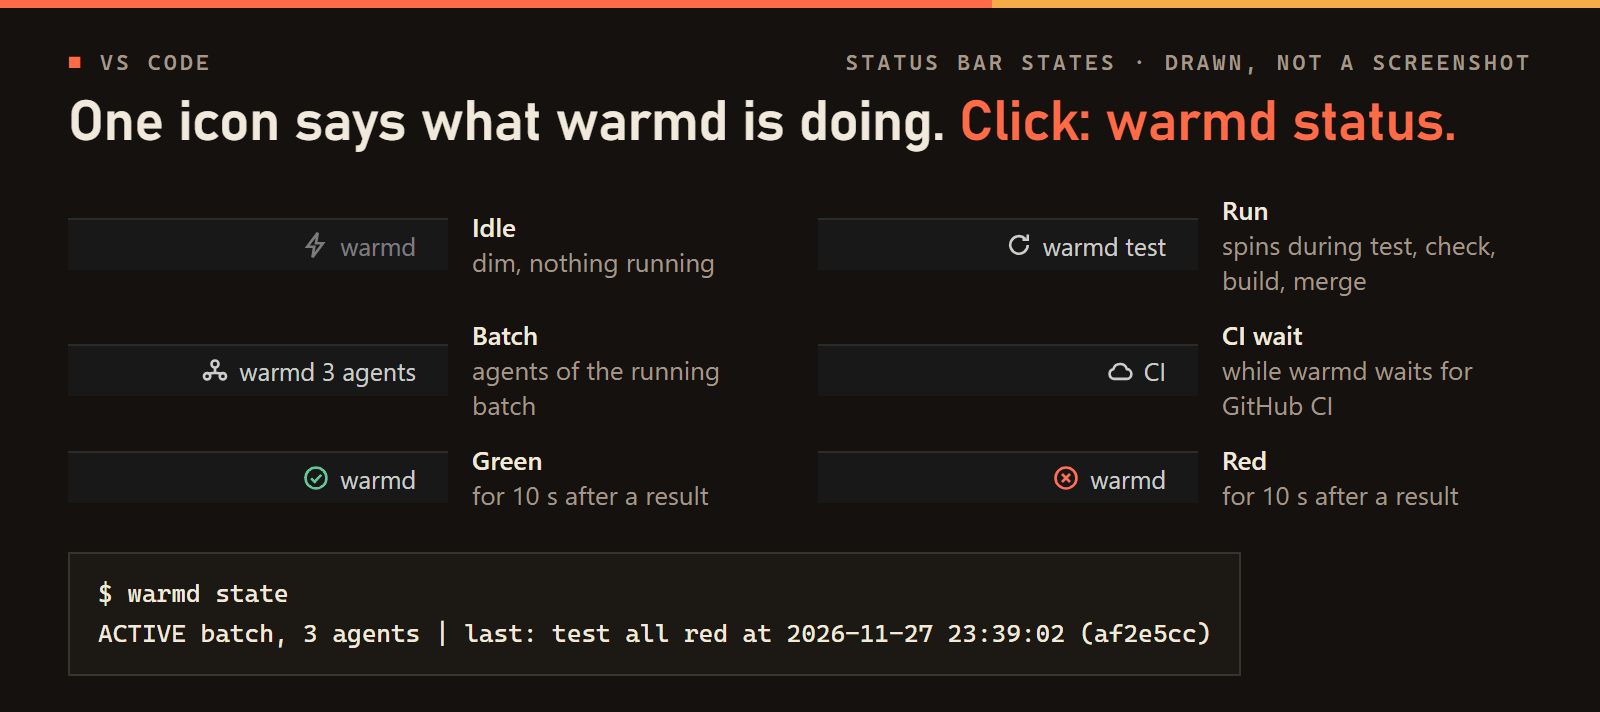 VS CODE
STATUS BAR STATES · DRAWN, NOT A SCREENSHOT
One icon says what warmd is doing. Click: warmd status.
warmd
Idle
dim, nothing running
warmd test
Run
spins during test, check,
build, merge
warmd 3 agents
Batch
agents of the running
batch
CI
CI wait
while warmd waits for
GitHub CI
warmd
Green
for 10 s after a result
warmd
Red
for 10 s after a result
$ warmd state
ACTIVE batch, 3 agents | last: test all red at 2026-11-27 23:39:02 (af2e5cc)